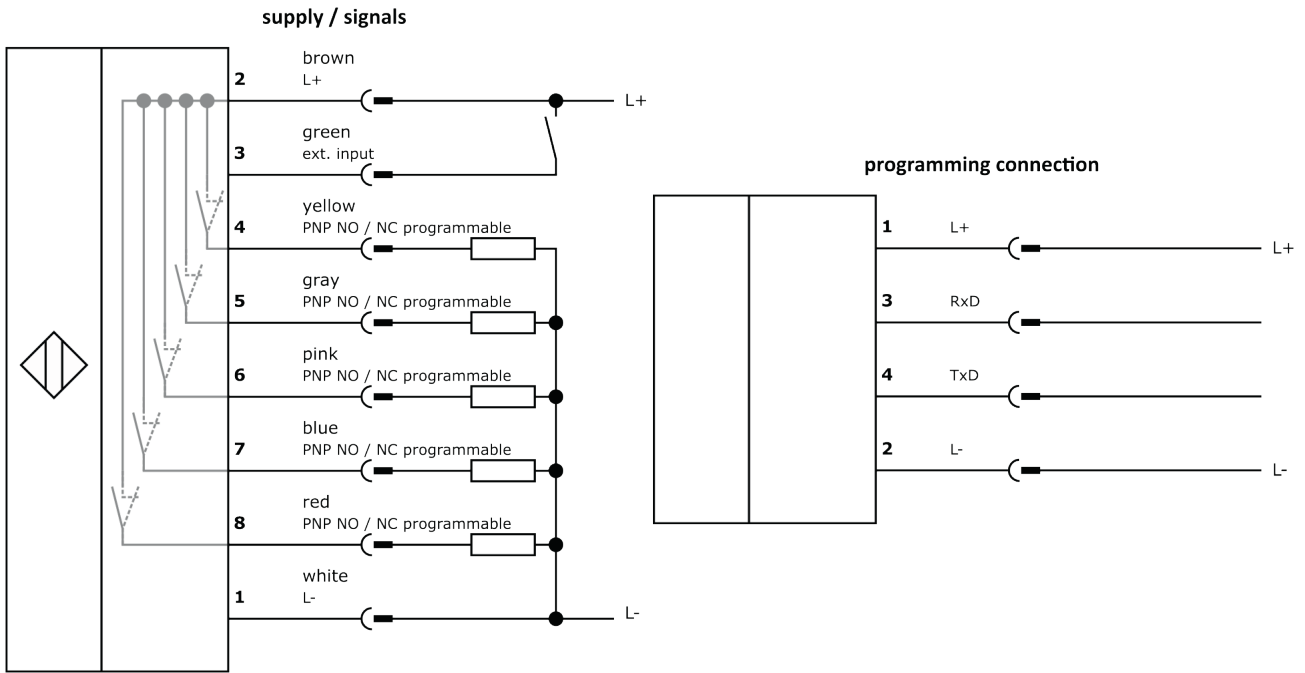 supply / signals
brown
2 L+
L+
green
3 ext. input
yellow
4 PNP NO / NC programmable
gray
5 PNP NO / NC programmable
pink
6 PNP NO / NC programmable
blue
7 PNP NO / NC programmable
red
8 PNP NO / NC programmable
white
1 L-
L-
programming connection
1 L+
L+
3 RxD
4 TxD
2 L-
L-